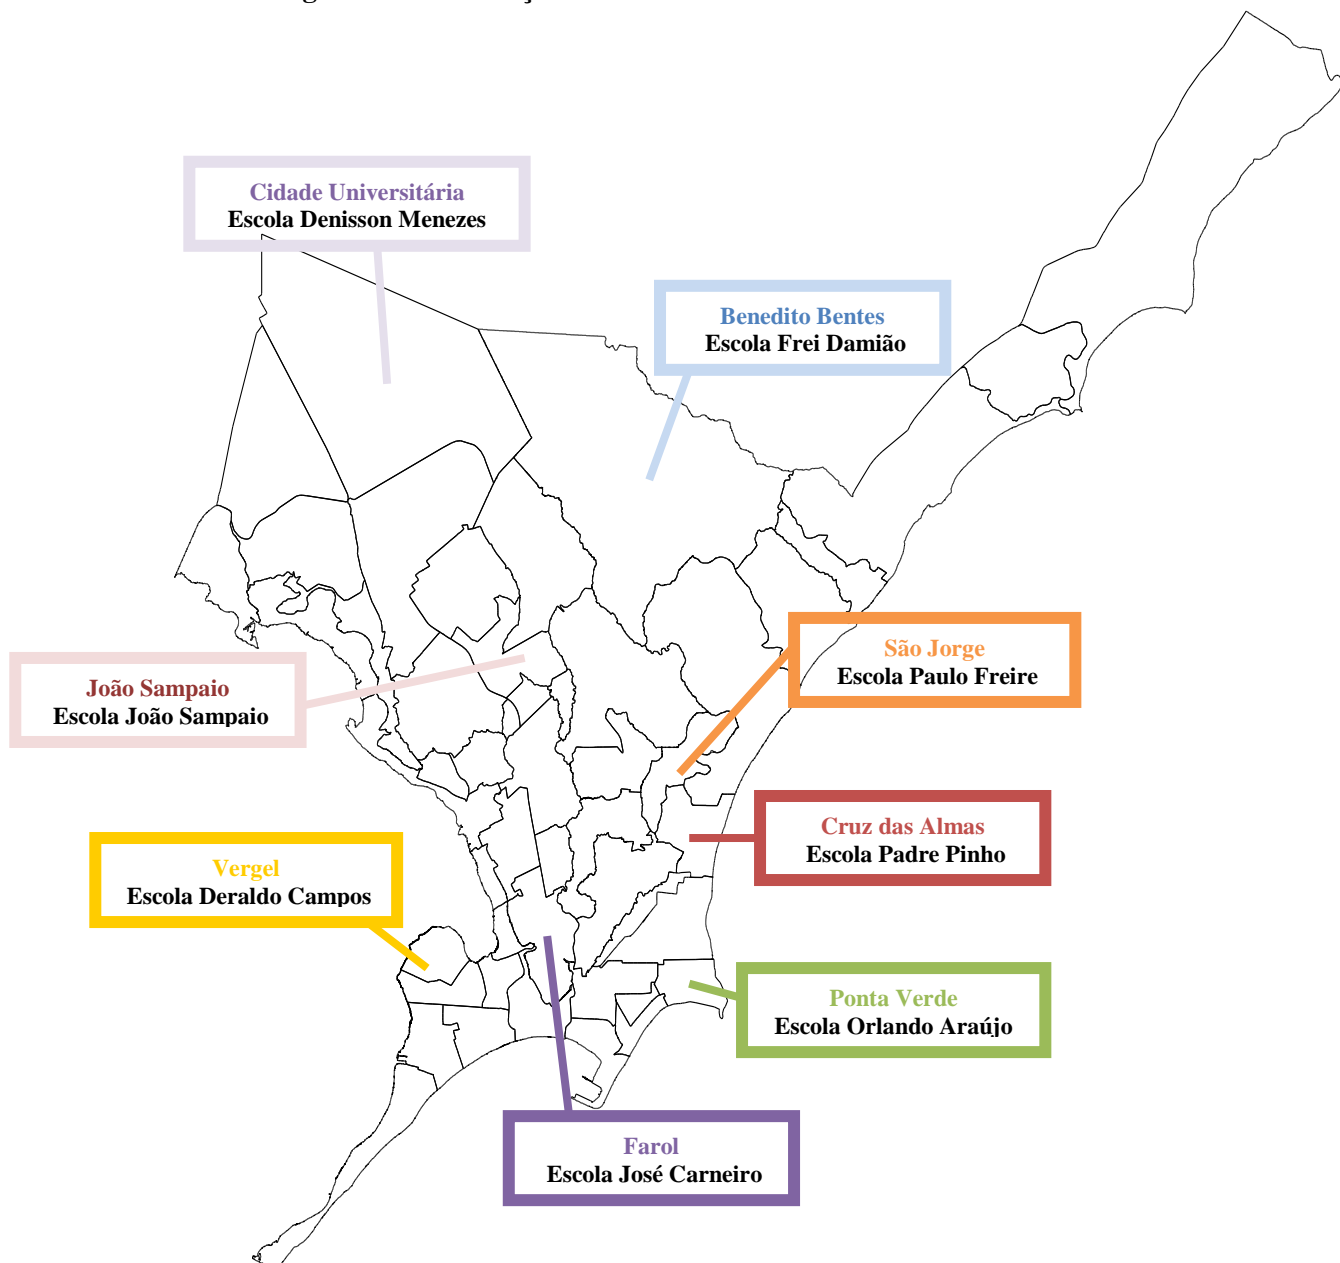 Cidade Universitária
Escola Denisson Menezes
Benedito Bentes
Escola Frei Damião
São Jorge
Escola Paulo Freire
João Sampaio
Escola João Sampaio
Cruz das Almas
Escola Padre Pinho
Vergel
Escola Deraldo Campos
Ponta Verde
Escola Orlando Araújo
Farol
Escola José Carneiro